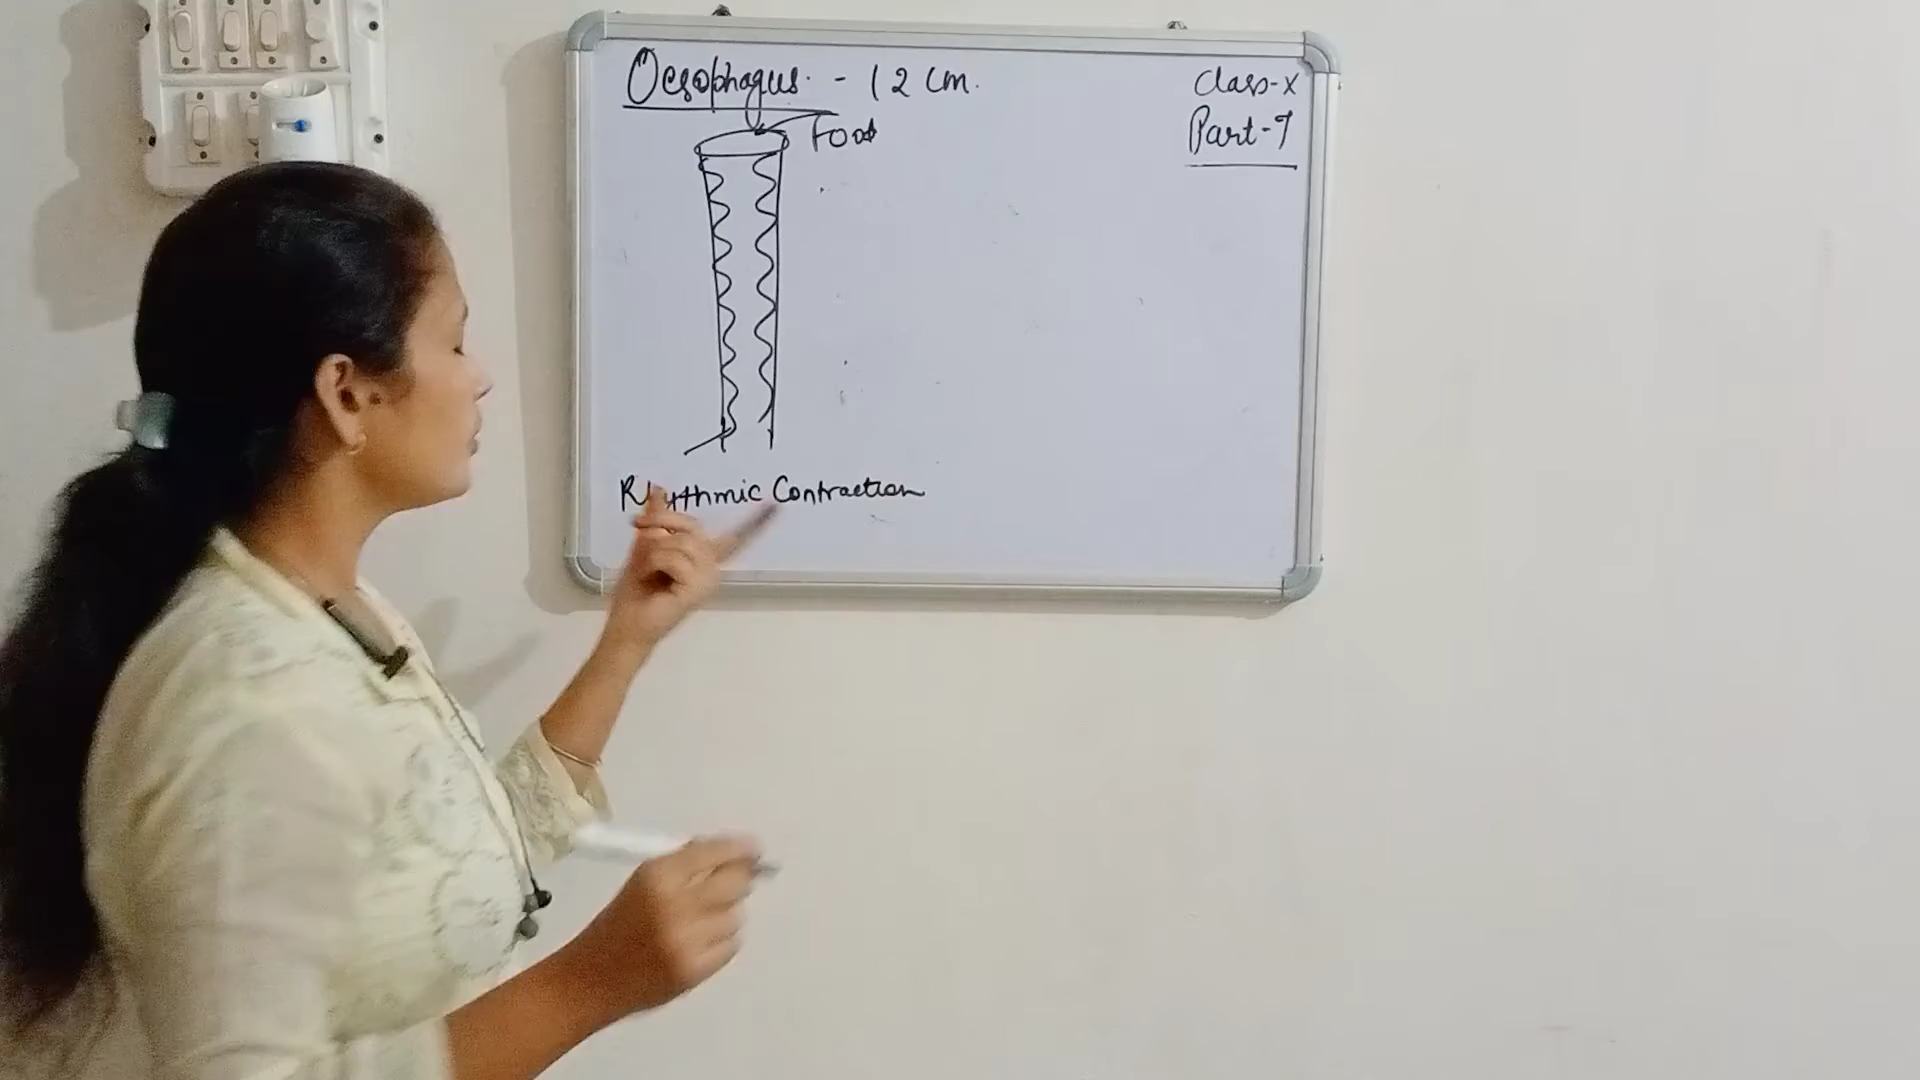 Oesophagus. - 12 cm.
Class-X
Part-7
Food
Rhythmic Contraction